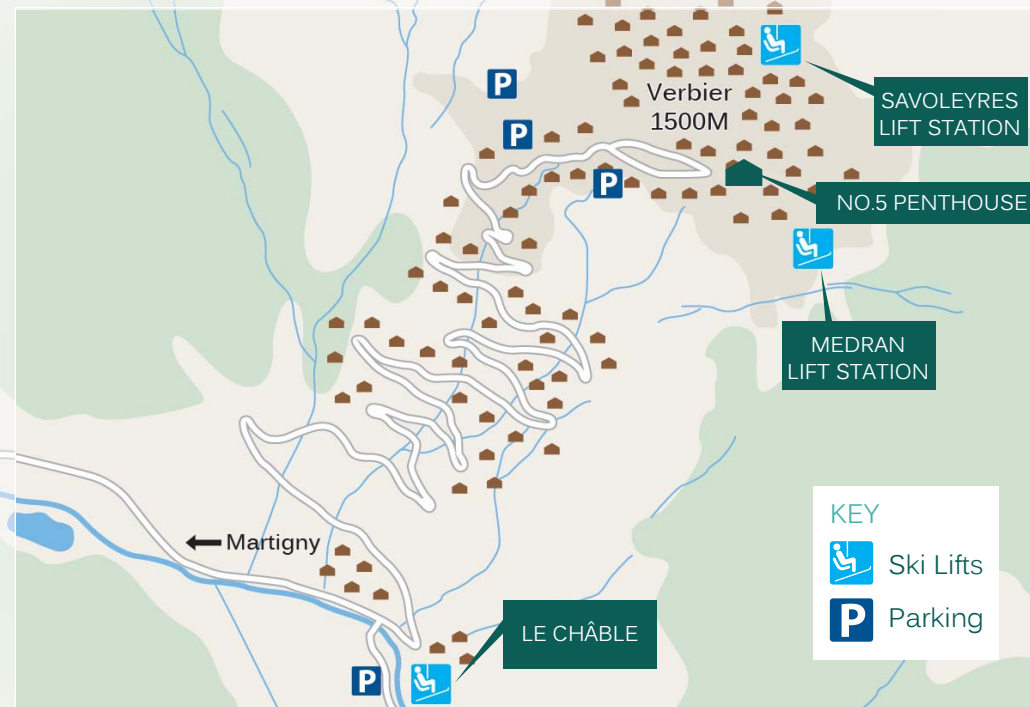 SAVOLEYRES
LIFT STATION
Verbier
1500M
P
P
P
NO.5 PENTHOUSE
MEDRAN
LIFT STATION
Martigny
LE CHÂBLE
P
KEY
Ski Lifts
P Parking